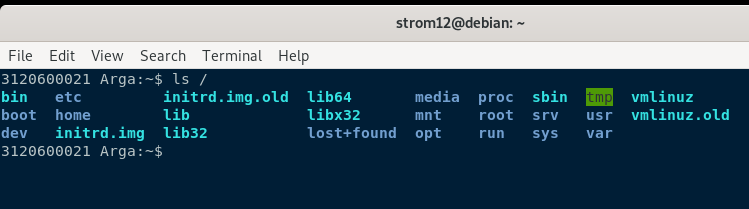 strom12@debian: ~
File Edit View Search Terminal Help
3120600021 Arga:~$ ls /
bin etc initrd.img.old lib64 media proc sbin tmp vmlinuz
boot home lib libx32 mnt root srv usr vmlinuz.old
dev initrd.img lib32 lost+found opt run sys var
3120600021 Arga:~$